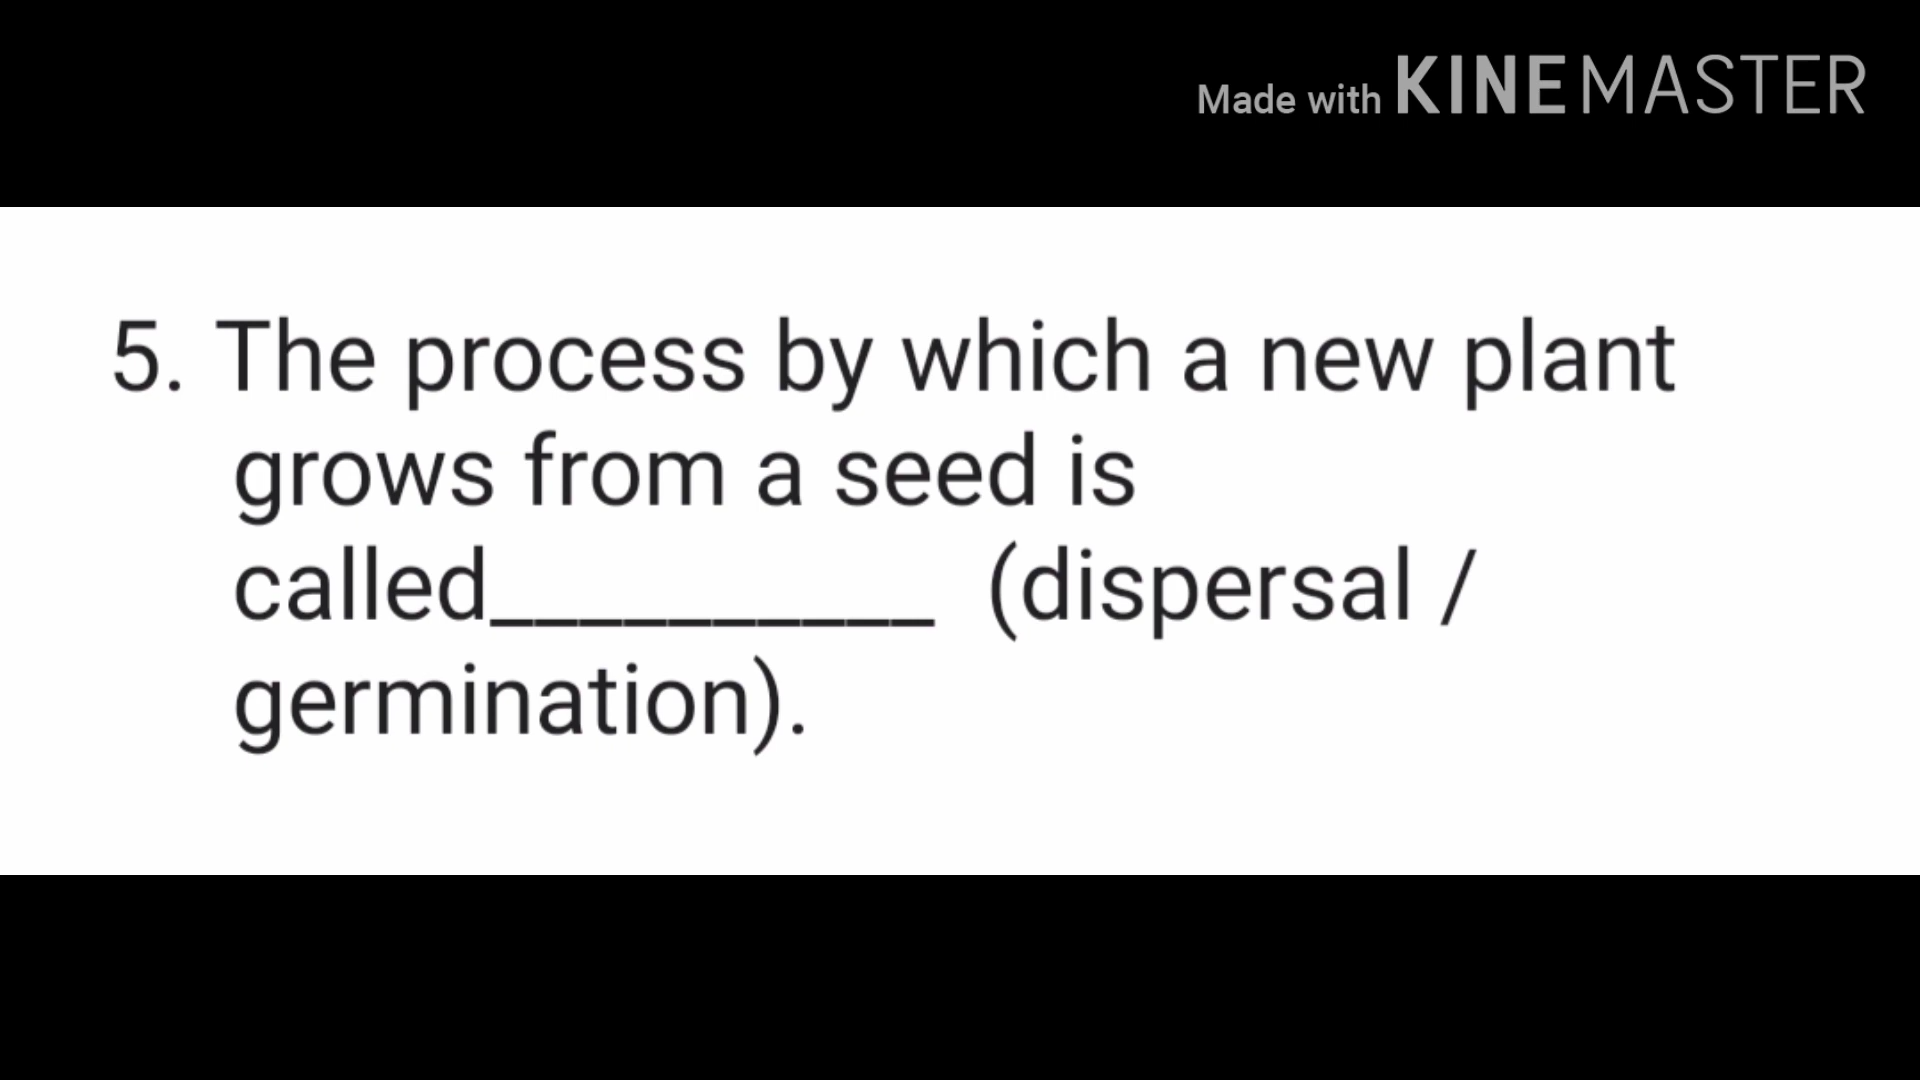 Made with KINEMASTER
5. The process by which a new plant
grows from a seed is
called__________ (dispersal /
germination).